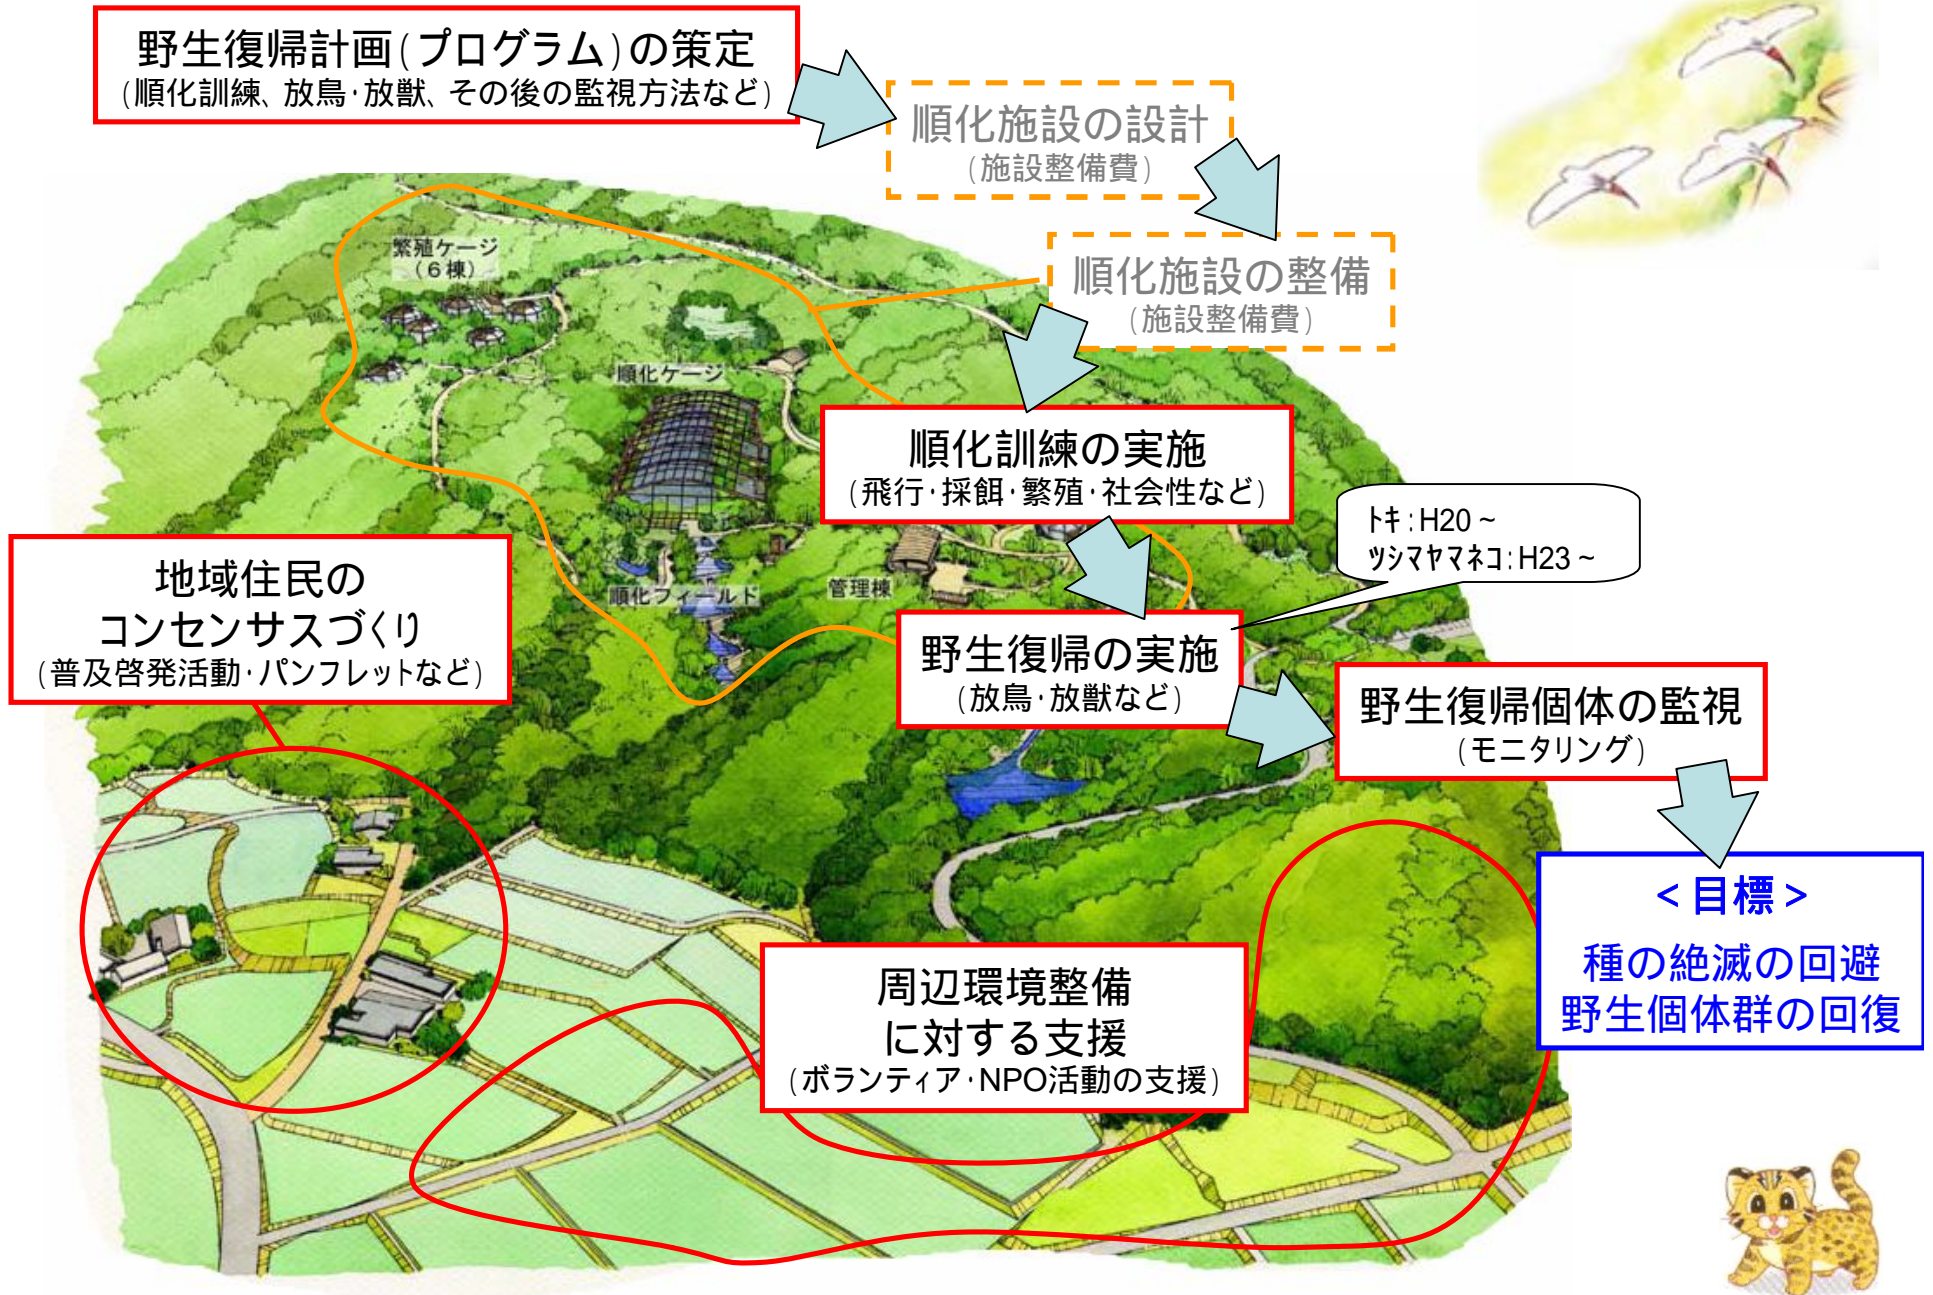 野生復帰計画(プログラム)の策定
(順化訓練、放鳥・放獣、その後の監視方法など)
順化施設の設計
(施設整備費)
順化施設の整備
(施設整備費)
繁殖ケージ
(6棟)
順化ケージ
順化訓練の実施
(飛行・採餌・繁殖・社会性など)
トキ:H20~
ツシマヤマネコ:H23~
地域住民の
コンセンサスづくり
(普及啓発活動・パンフレットなど)
順化フィールド
管理棟
野生復帰の実施
(放鳥・放獣など)
野生復帰個体の監視
(モニタリング)
<目標>
種の絶滅の回避
野生個体群の回復
周辺環境整備
に対する支援
(ボランティア・NPO活動の支援)